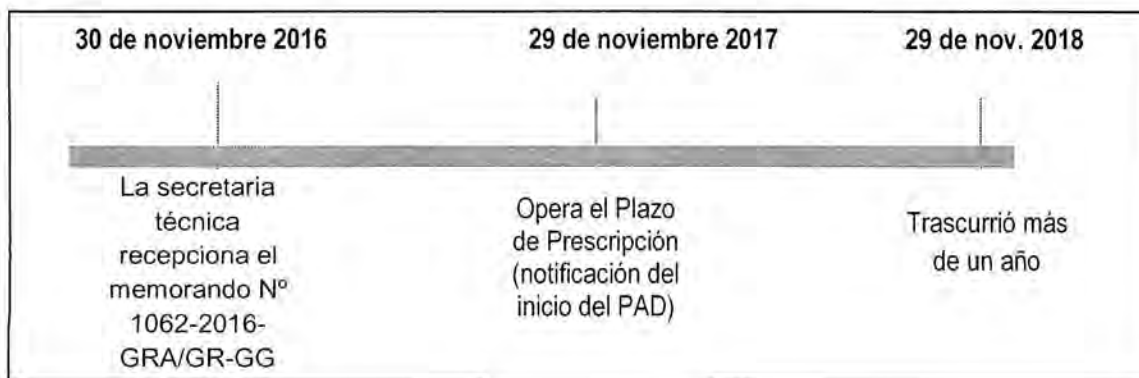 30 de noviembre 2016
29 de noviembre 2017
29 de nov. 2018
La secretaria
técnica
recepciona el
memorando Nº
1062-2016-
GRA/GR-GG
Opera el Plazo
de Prescripción
(notificación del
inicio del PAD)
Trascurrió más
de un año